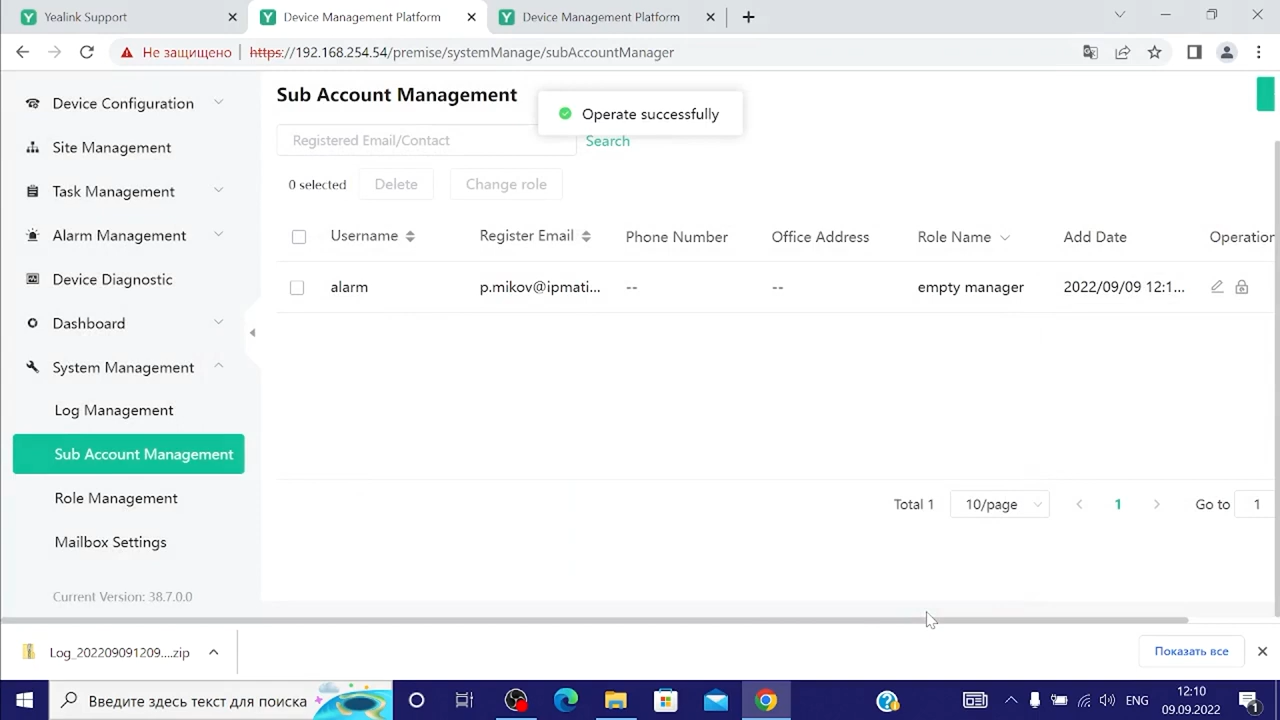 Yealink Support
Device Management Platform
Device Management Platform
Не защищено
https://192.168.254.54/premise/systemManage/subAccountManager
Device Configuration
Site Management
Task Management
Alarm Management
Device Diagnostic
Dashboard
System Management
Log Management
Sub Account Management
Role Management
Mailbox Settings
Current Version: 38.7.0.0
Sub Account Management
Operate successfully
Registered Email/Contact
Search
0 selected
Delete
Change role
Username Register Email Phone Number Office Address Role Name Add Date Operation
alarm p.mikov@ipmati... -- -- empty manager 2022/09/09 12:1...
Total 1
10/page
1
Go to
1
Log_202209091209....zip
Показать все
Введите здесь текст для поиска
ENG
12:10
09.09.2022
1